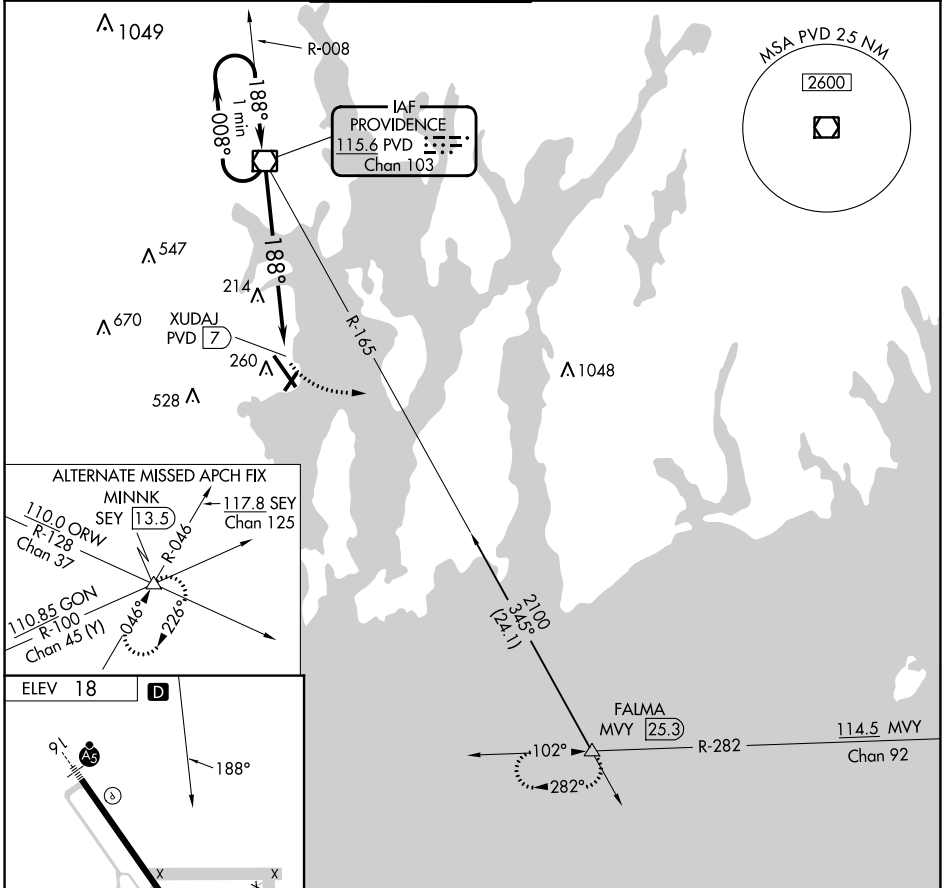 1049
R-008
MSA PVD 25 NM
2600
188°
1 min
008°
IAF
PROVIDENCE
115.6 PVD
Chan 103
188°
547
214
670
XUDAJ
PVD 7
260
528
R-165
1048
ALTERNATE MISSED APCH FIX
MINNK
SEY 13.5
117.8 SEY
Chan 125
110.0 ORW
R-128
Chan 37
R-046
110.85 GON
R-100
Chan 45 (Y)
046°
226°
2100
345°
(24.1)
FALMA
MVY 25.3
114.5 MVY
Chan 92
R-282
102°
282°
ELEV 18
D
188°
16
A5
P
X X